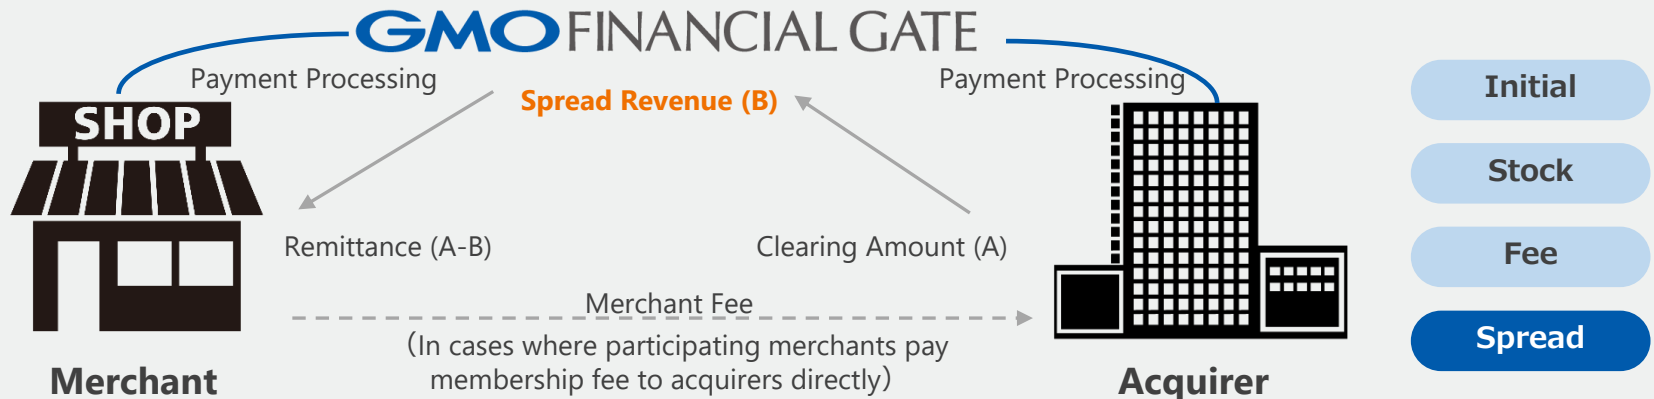 GMO FINANCIAL GATE
Payment Processing
Payment Processing
Spread Revenue (B)
SHOP
Remittance (A-B)
Clearing Amount (A)
Merchant Fee
（In cases where participating merchants pay
membership fee to acquirers directly）
Merchant
Acquirer
Initial
Stock
Fee
Spread